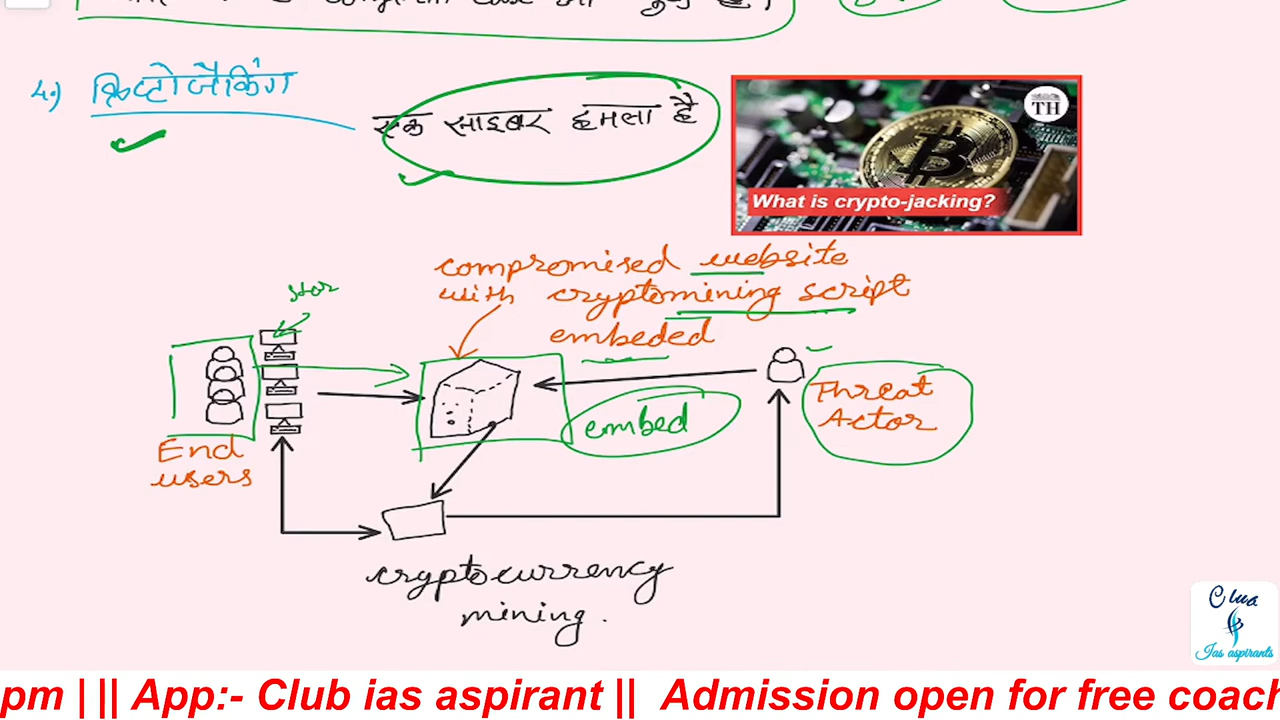 4.) क्रिप्टोजैकिंग
एक साइबर हमला है
TH
What is crypto-jacking?
compromised website
with cryptomining script
embeded
Threat
Actor
embed
End
users
cryptocurrency
mining.
Club
Ias aspirants
pm | || App:- Club ias aspirant || Admission open for free coach